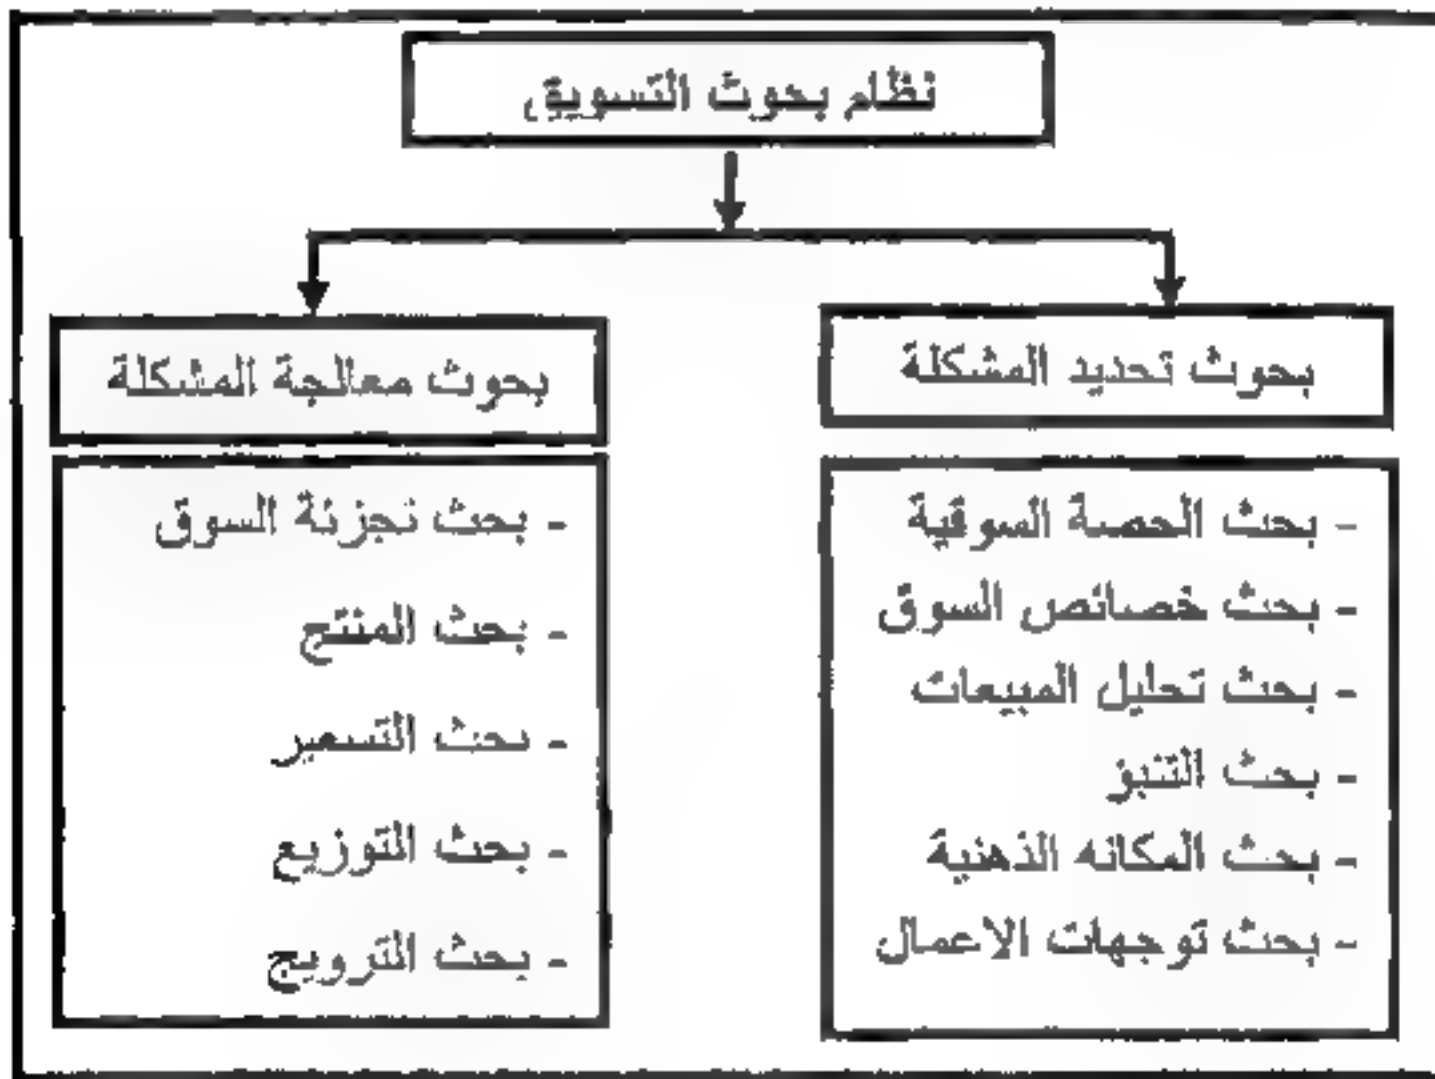 نظام بحوث التسويق
بحوث تحديد المشكلة
- بحث الحصة السوقية
- بحث خصائص السوق
- بحث تحليل المبيعات
- بحث التنبؤ
- بحث المكانه الذهنية
- بحث توجهات الاعمال
بحوث معالجة المشكلة
- بحث تجزئة السوق
- بحث المنتج
- بحث التسعير
- بحث التوزيع
- بحث الترويج